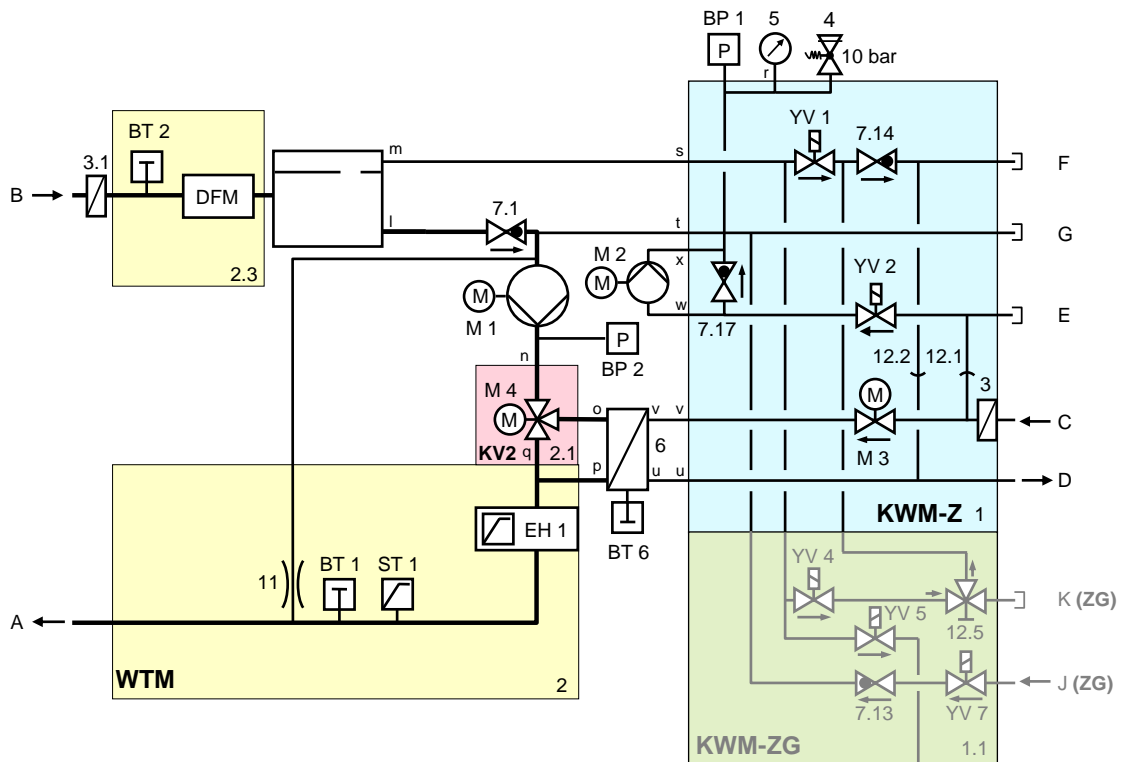 BP 1
5
4
P
10 bar
r
YV 1
7.14
BT 2
3.1
m
s
F
B
DFM
l
7.1
t
G
M 2
x
YV 2
2.3
M
M
w
E
M 1
7.17
n
P
BP 2
12.2
12.1
3
M 4
o
v
v
M
C
M
6
KV2
q
2.1
M 3
p
u
u
D
KWM-Z
1
EH 1
BT 6
YV 4
BT 1
ST 1
11
K (ZG)
A
YV 5
12.5
WTM
2
J (ZG)
7.13
YV 7
KWM-ZG
1.1